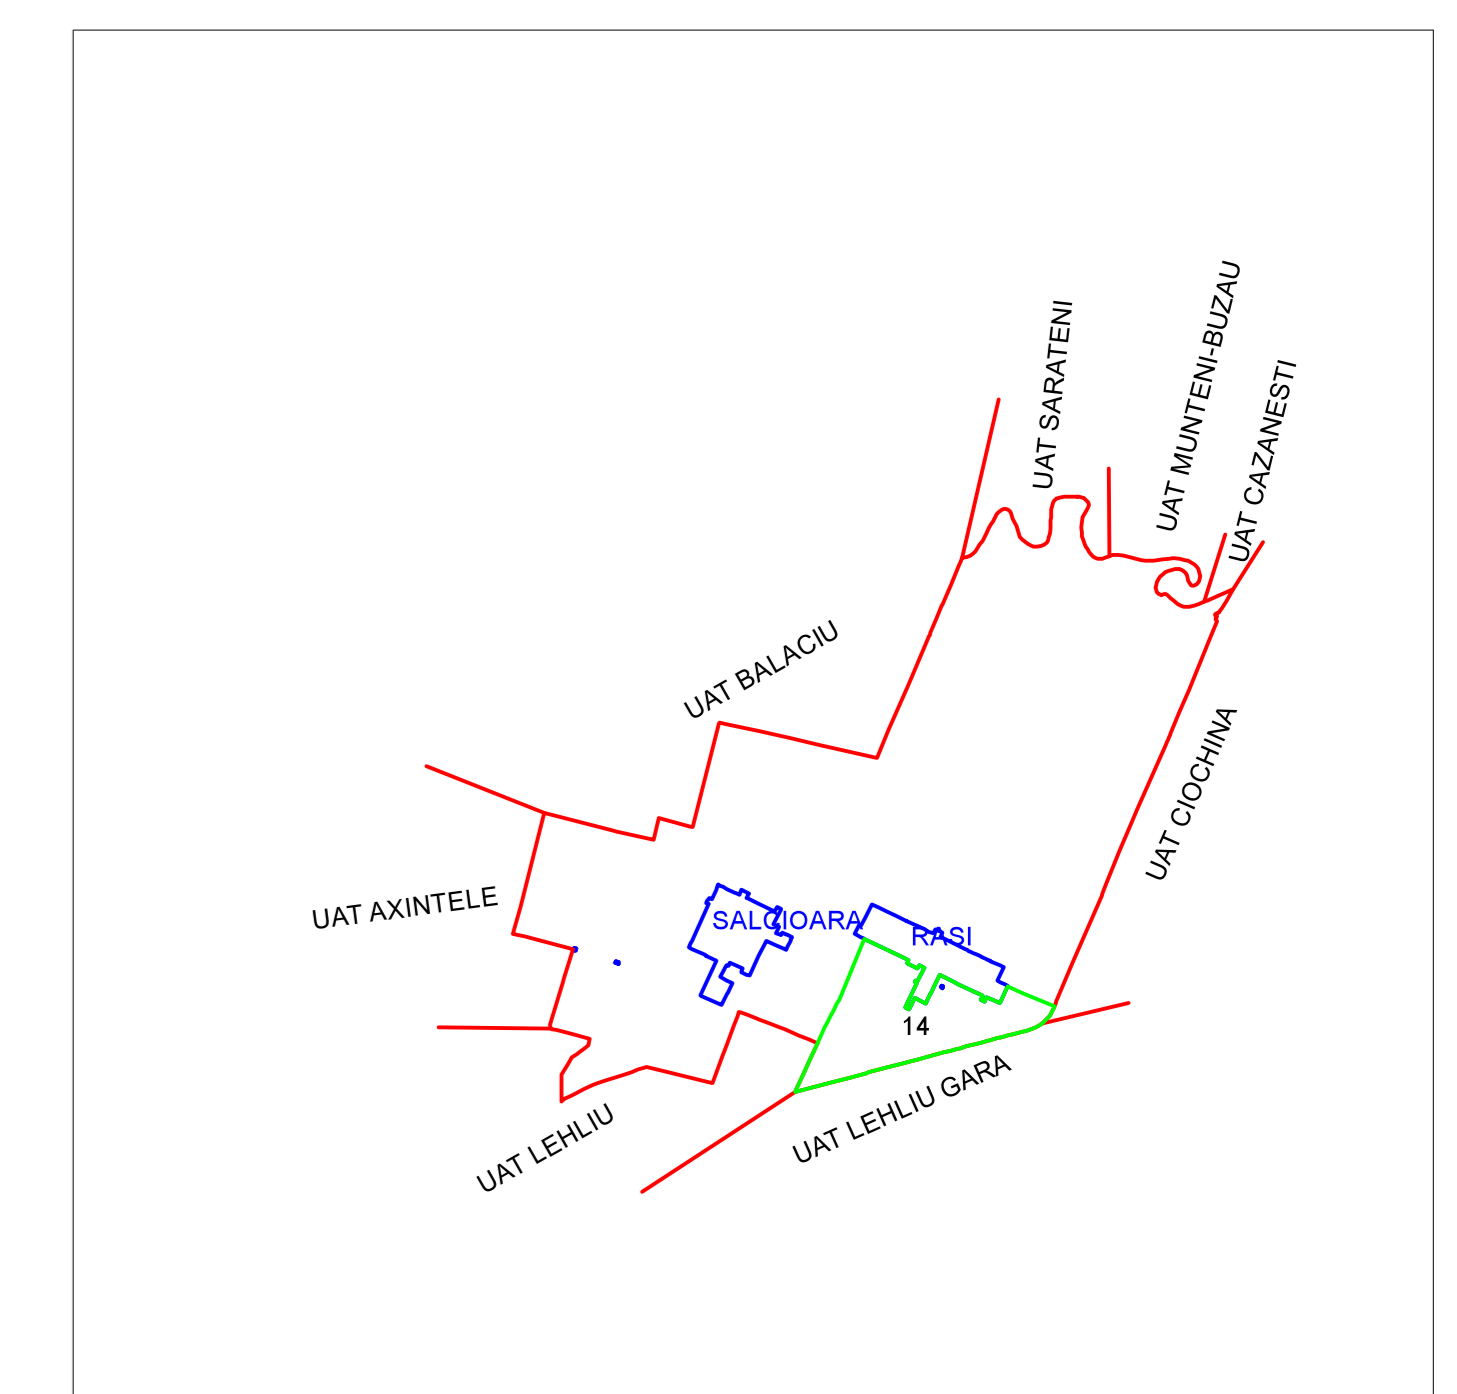 UAT MUNTENI-BUZAU
UAT SARATENI
UAT CAZANESTI
UAT BALACIU
UAT CIOCHINA
UAT AXINTELE
SALCIOARA
RASI
14
UAT LEHLIU GARA
UAT LEHLIU